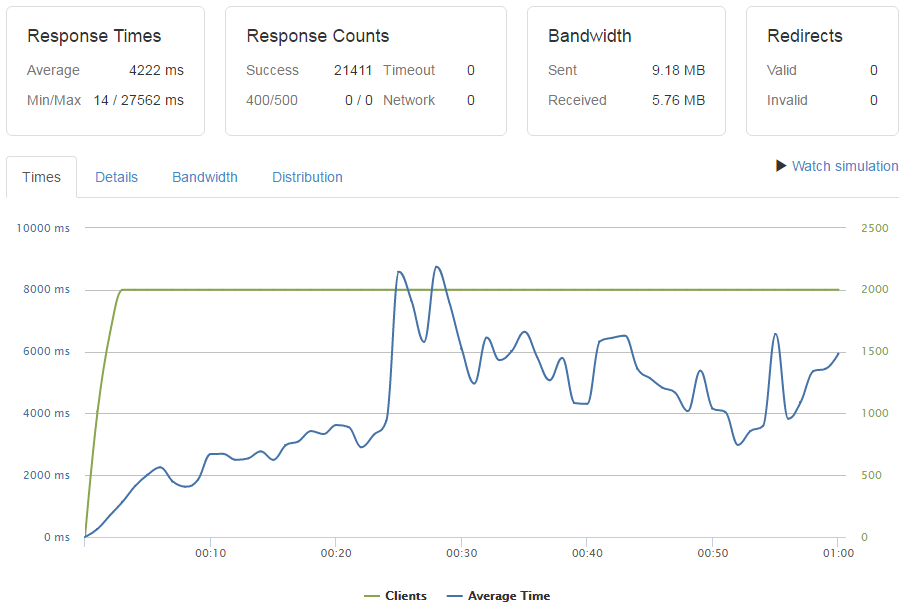 Response Times
Average 4222 ms
Min/Max 14 / 27562 ms
Response Counts
Success 21411 Timeout 0
400/500 0 / 0 Network 0
Bandwidth
Sent 9.18 MB
Received 5.76 MB
Redirects
Valid 0
Invalid 0
Times Details Bandwidth Distribution
Watch simulation
10000 ms 2500
8000 ms 2000
6000 ms 1500
4000 ms 1000
2000 ms 500
0 ms 0
00:10 00:20 00:30 00:40 00:50 01:00
Clients Average Time